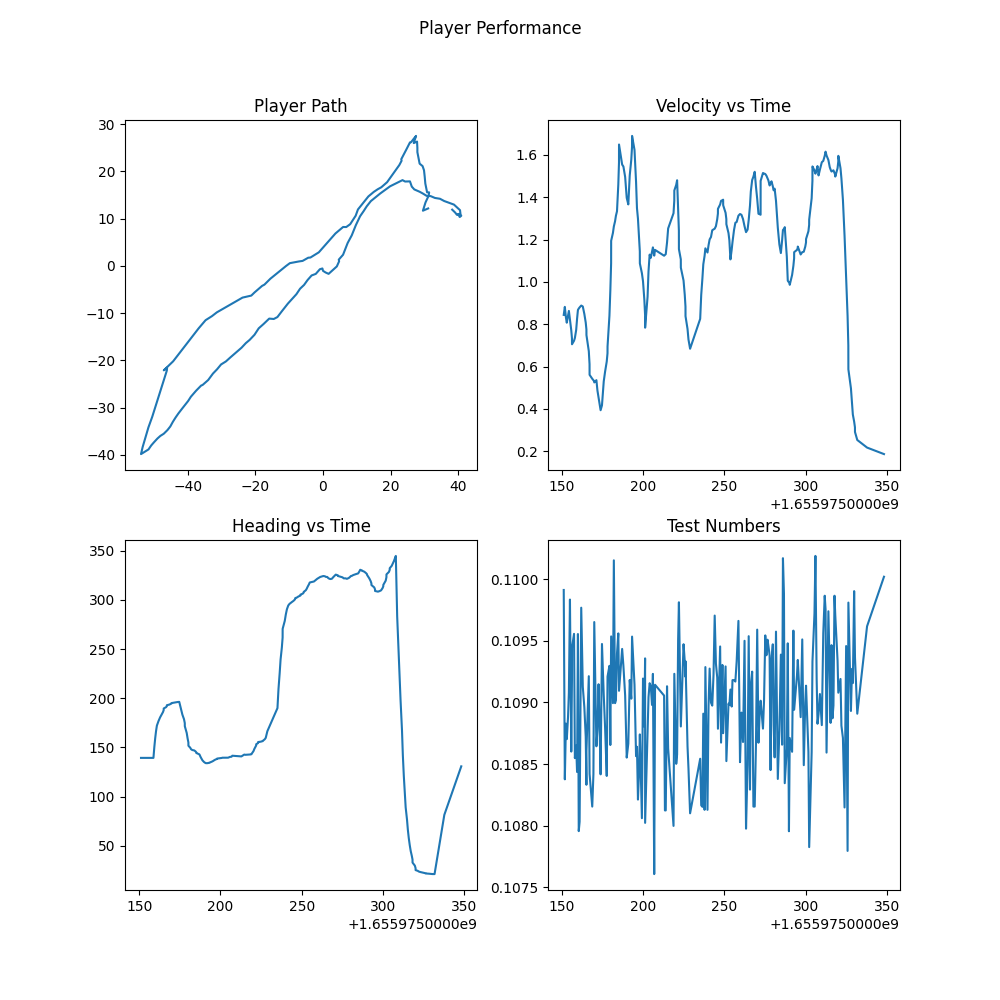 Player Performance
Player Path
30
20
10
0
−10
−20
−30
−40
−40 −20 0 20 40
Velocity vs Time
1.6
1.4
1.2
1.0
0.8
0.6
0.4
0.2
150 200 250 300 350
+1.6559750000e9
Heading vs Time
350
300
250
200
150
100
50
150 200 250 300 350
+1.6559750000e9
Test Numbers
0.1100
0.1095
0.1090
0.1085
0.1080
0.1075
150 200 250 300 350
+1.6559750000e9